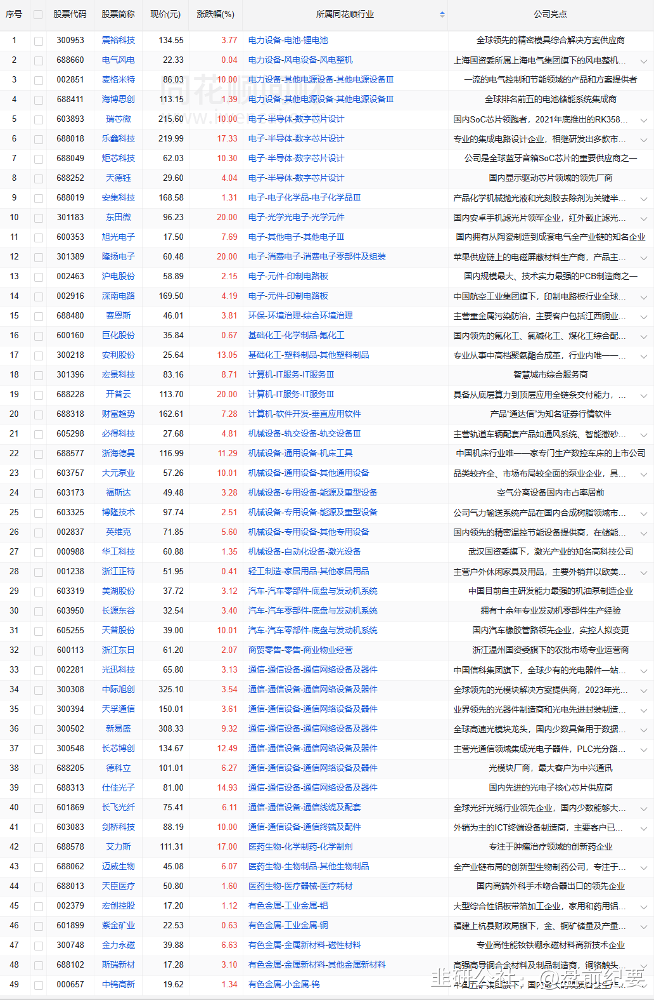 序号 股票代码 股票简称 现价(元) 涨跌幅(%) 所属同花顺行业 公司亮点
1 300953 震裕科技 134.55 3.77 电力设备-电池-锂电池 全球领先的精密模具综合解决方案供应商
2 688660 电气风电 22.33 0.04 电力设备-风电设备-风电整机 上海国资委所属上海电气集团旗下的风电整机...
3 002851 麦格米特 86.03 10.00 电力设备-其他电源设备-其他电源设备Ⅲ 一流的电气控制和节能领域的产品和方案提供者
4 688411 海博思创 113.15 1.39 电力设备-其他电源设备-其他电源设备Ⅲ 全球排名前五的电池储能系统集成商
5 603893 瑞芯微 215.60 10.00 电子-半导体-数字芯片设计 国内SoC芯片领跑者，2021年底推出的RK358...
6 688018 乐鑫科技 219.99 17.33 电子-半导体-数字芯片设计 专业的集成电路设计企业，相继研发出多款市...
7 688049 炬芯科技 62.03 10.30 电子-半导体-数字芯片设计 公司是全球蓝牙音箱SoC芯片的重要供应商之一
8 688252 天德钰 29.60 4.04 电子-半导体-数字芯片设计 国内显示驱动芯片领域的领先厂商
9 688019 安集科技 168.58 1.31 电子-电子化学品-电子化学品Ⅲ 产品化学机械抛光液和光刻胶去除剂为关键半...
10 301183 东田微 96.23 20.00 电子-光学光电子-光学元件 国内安卓手机滤光片领军企业，红外截止滤光...
11 600353 旭光电子 17.50 7.69 电子-其他电子-其他电子Ⅲ 国内拥有从陶瓷制造到成套电气全产业链的知名企业
12 301389 隆扬电子 60.48 20.00 电子-消费电子-消费电子零部件及组装 苹果供应链上的电磁屏蔽材料生产商，产品主...
13 002463 沪电股份 58.89 2.15 电子-元件-印制电路板 国内规模最大、技术实力最强的PCB制造商之一
14 002916 深南电路 169.50 4.19 电子-元件-印制电路板 中国航空工业集团旗下，印制电路板行业全球...
15 688480 赛恩斯 46.01 3.81 环保-环境治理-综合环境治理 主营重金属污染防治，主要客户包括江西铜业...
16 600160 巨化股份 35.84 0.67 基础化工-化学制品-氟化工 国内领先的氟化工、氯碱化工、煤化工综合配...
17 300218 安利股份 25.64 13.05 基础化工-塑料制品-其他塑料制品 专业从事中高档聚氨酯合成革，行业内唯一一...
18 301396 宏景科技 83.16 8.71 计算机-IT服务-IT服务Ⅲ 智慧城市综合服务商
19 688228 开普云 113.70 20.00 计算机-IT服务-IT服务Ⅲ 具备从底层算力到顶层应用全链条交付能力，...
20 688318 财富趋势 162.61 7.28 计算机-软件开发-垂直应用软件 产品“通达信”为知名证券行情软件
21 605298 必得科技 27.68 4.81 机械设备-轨交设备-轨交设备Ⅲ 主营轨道车辆配套产品如通风系统、智能撒砂...
22 688577 浙海德曼 116.99 11.29 机械设备-通用设备-机床工具 中国机床行业唯一一家专门生产数控车床的上市公司
23 603757 大元泵业 57.26 10.01 机械设备-通用设备-其他通用设备 品类较齐全、市场布局较全面的泵业企业，具...
24 603173 福斯达 49.48 3.28 机械设备-专用设备-能源及重型设备 空气分离设备国内市占率居前
25 603325 博隆技术 97.74 2.51 机械设备-专用设备-能源及重型设备 公司气力输送系统产品在国内合成树脂领域市...
26 002837 英维克 71.85 5.60 机械设备-专用设备-其他专用设备 国内领先的精密温控节能设备提供商，在储能...
27 000988 华工科技 60.88 1.35 机械设备-自动化设备-激光设备 武汉国资委旗下，激光产业的知名高科技公司
28 001238 浙江正特 51.95 0.41 轻工制造-家居用品-其他家居用品 主营户外休闲家具及用品，主要外销并以欧美...
29 603319 美湖股份 37.72 3.12 汽车-汽车零部件-底盘与发动机系统 中国目前自主研发能力最强的机油泵制造企业
30 603950 长源东谷 32.54 3.40 汽车-汽车零部件-底盘与发动机系统 拥有十余年专业发动机零部件生产经验
31 605255 天普股份 39.00 10.01 汽车-汽车零部件-底盘与发动机系统 国内汽车橡胶管路领先企业，实控人拟变更
32 600113 浙江东日 61.20 2.07 商贸零售-零售-商业物业经营 浙江温州国资委旗下的农批市场专业运营商
33 002281 光迅科技 65.80 3.13 通信-通信设备-通信网络设备及器件 中国信科集团旗下，全球少有的光电器件一站...
34 300308 中际旭创 325.10 3.54 通信-通信设备-通信网络设备及器件 全球领先的光模块解决方案提供商，2023年光...
35 300394 天孚通信 150.01 3.61 通信-通信设备-通信网络设备及器件 业界领先的光器件制造商和光电先进封装制造...
36 300502 新易盛 308.33 9.32 通信-通信设备-通信网络设备及器件 全球高速光模块龙头，国内少数具备用于数据...
37 300548 长芯博创 134.67 12.49 通信-通信设备-通信网络设备及器件 主营光通信领域集成光电子器件，PLC光分路...
38 688205 德科立 101.01 6.27 通信-通信设备-通信网络设备及器件 光模块厂商，最大客户为中兴通讯
39 688313 仕佳光子 81.00 14.93 通信-通信设备-通信网络设备及器件 国内先进的光电子核心芯片供应商
40 601869 长飞光纤 75.41 6.11 通信-通信设备-通信线缆及配套 全球光纤光缆行业领先企业，国内少数能够大...
41 603083 剑桥科技 88.19 10.00 通信-通信设备-通信终端及配件 外销为主的ICT终端设备制造商，主要客户已...
42 688578 艾力斯 111.31 17.00 医药生物-化学制药-化学制剂 专注于肿瘤治疗领域的创新药企业
43 688062 迈威生物 45.08 6.07 医药生物-生物制品-其他生物制品 全产业链布局的创新型生物制药公司，专注于...
44 688013 天臣医疗 50.80 1.60 医药生物-医疗器械-医疗耗材 国内高端外科手术吻合器出口的领先企业
45 002379 宏创控股 17.20 1.12 有色金属-工业金属-铝 大型综合性铝板带箔加工企业，家用和药用铝...
46 601899 紫金矿业 22.53 0.63 有色金属-工业金属-铜 福建上杭县财政局旗下，金、铜矿储量及产量...
47 300748 金力永磁 39.88 6.63 有色金属-金属新材料-磁性材料 专业高性能钕铁硼永磁材料高新技术企业
48 688102 斯瑞新材 17.28 3.10 有色金属-金属新材料-其他金属新材料 高强高导铜合金材料及制品制造商，铜铬触头...
49 000657 中钨高新 19.62 1.34 有色金属-小金属-钨 中国五矿集团旗下，国内最大的硬质合金生产...
韭研公社：@盘前纪要